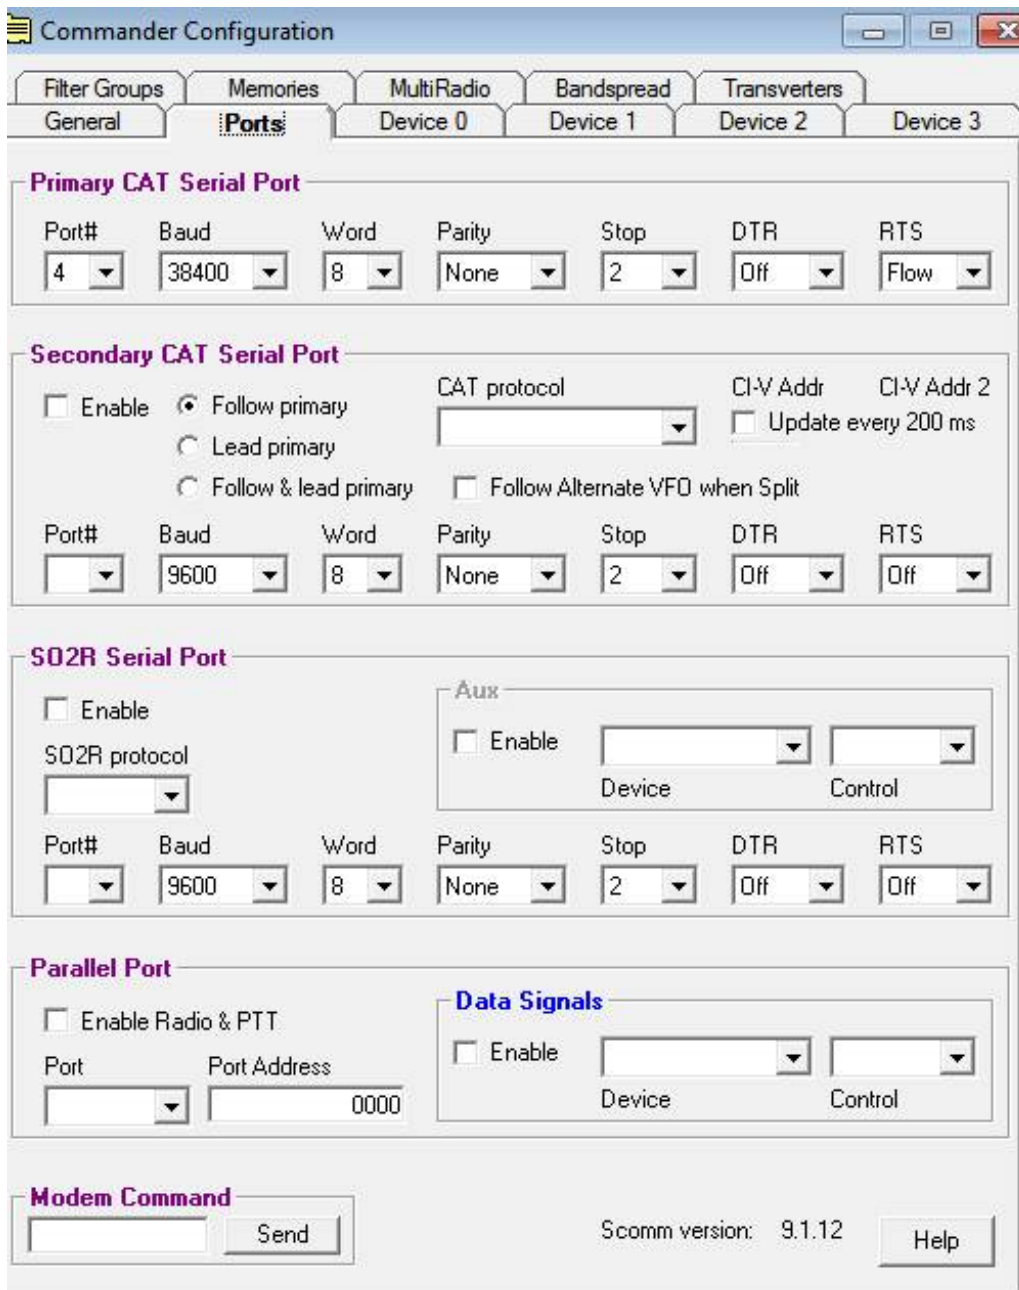 Commander Configuration
Filter Groups Memories MultiRadio Bandspread Transverters
General Ports Device 0 Device 1 Device 2 Device 3
Primary CAT Serial Port
Port# Baud Word Parity Stop DTR RTS
4 38400 8 None 2 Off Flow
Secondary CAT Serial Port
CAT protocol CI-V Addr CI-V Addr 2
Enable Follow primary Update every 200 ms
Lead primary
Follow & lead primary Follow Alternate VFO when Split
Port# Baud Word Parity Stop DTR RTS
9600 8 None 2 Off Off
SO2R Serial Port
Aux
Enable
Enable
SO2R protocol
Device Control
Port# Baud Word Parity Stop DTR RTS
9600 8 None 2 Off Off
Parallel Port
Data Signals
Enable Radio & PTT
Enable
Port Port Address
0000
Device Control
Modem Command
Send
Scomm version: 9.1.12
Help